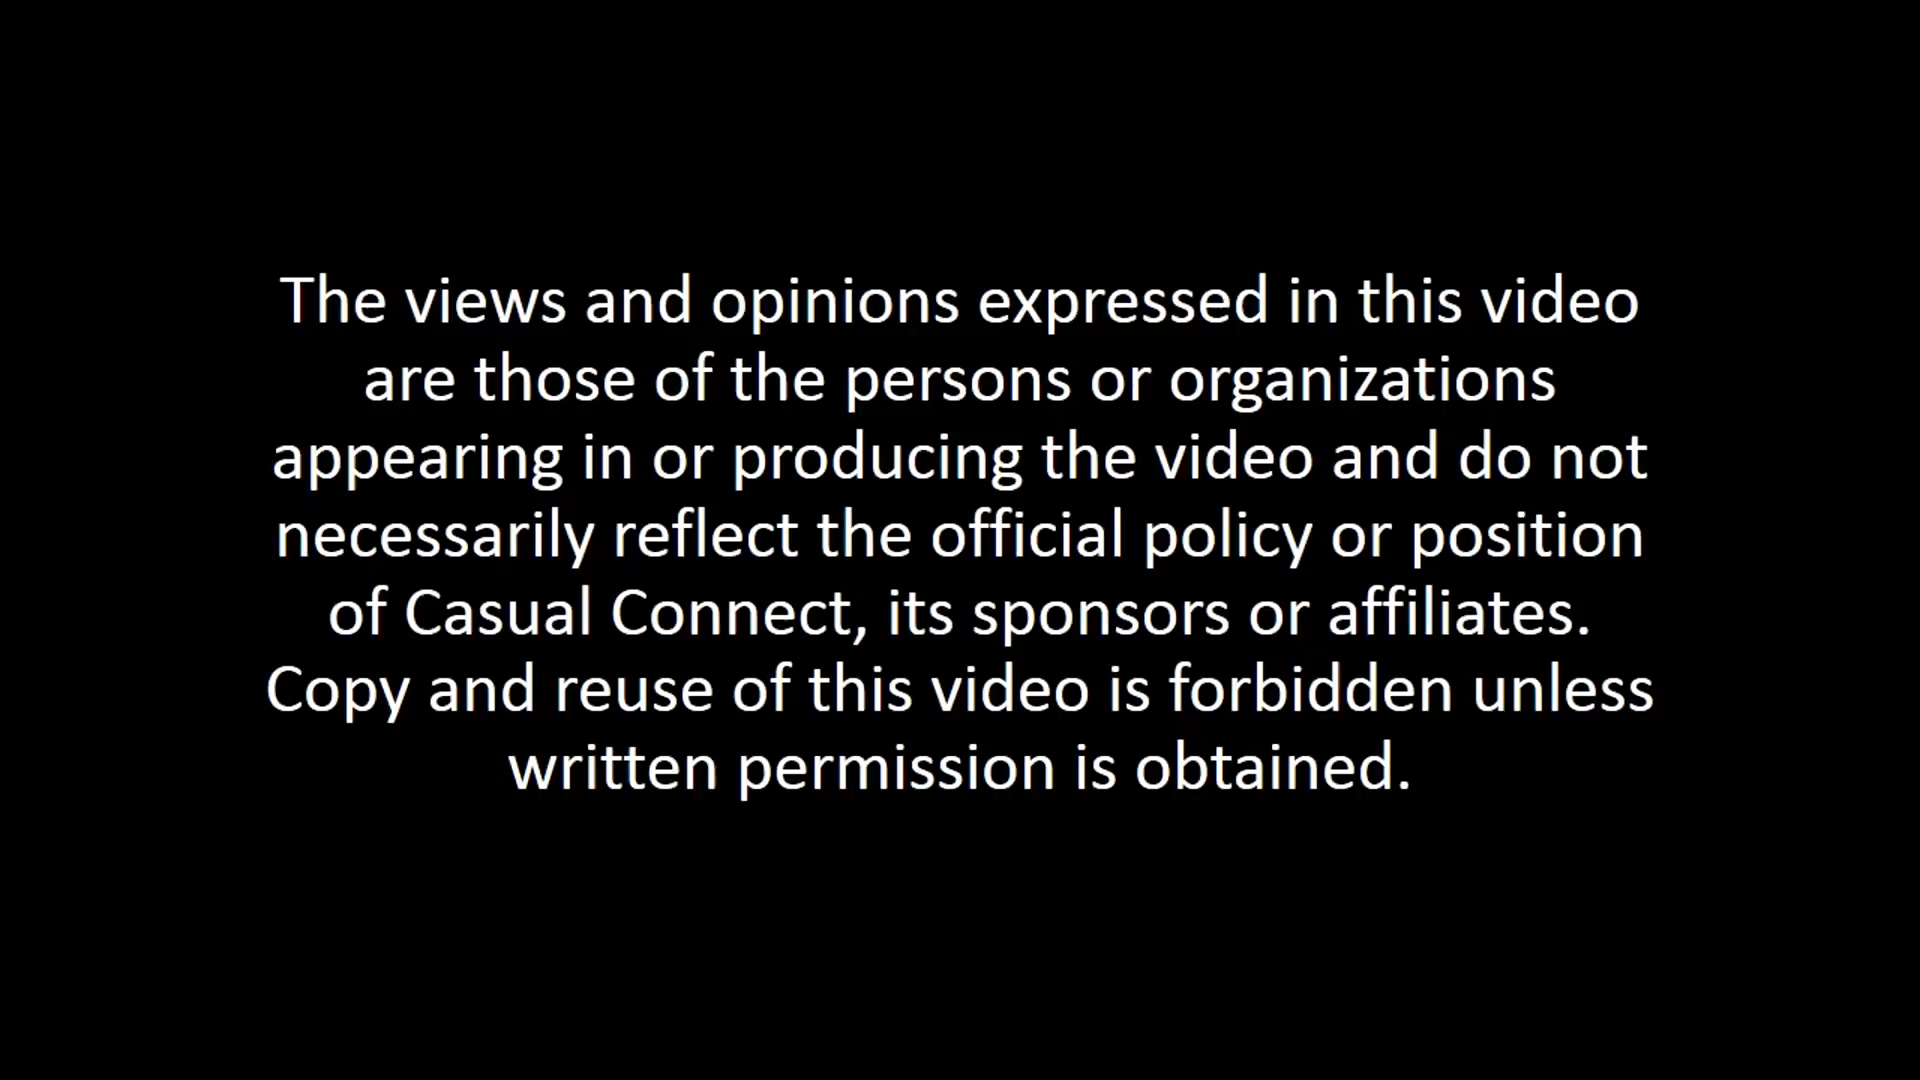 The views and opinions expressed in this video
are those of the persons or organizations
appearing in or producing the video and do not
necessarily reflect the official policy or position
of Casual Connect, its sponsors or affiliates.
Copy and reuse of this video is forbidden unless
written permission is obtained.